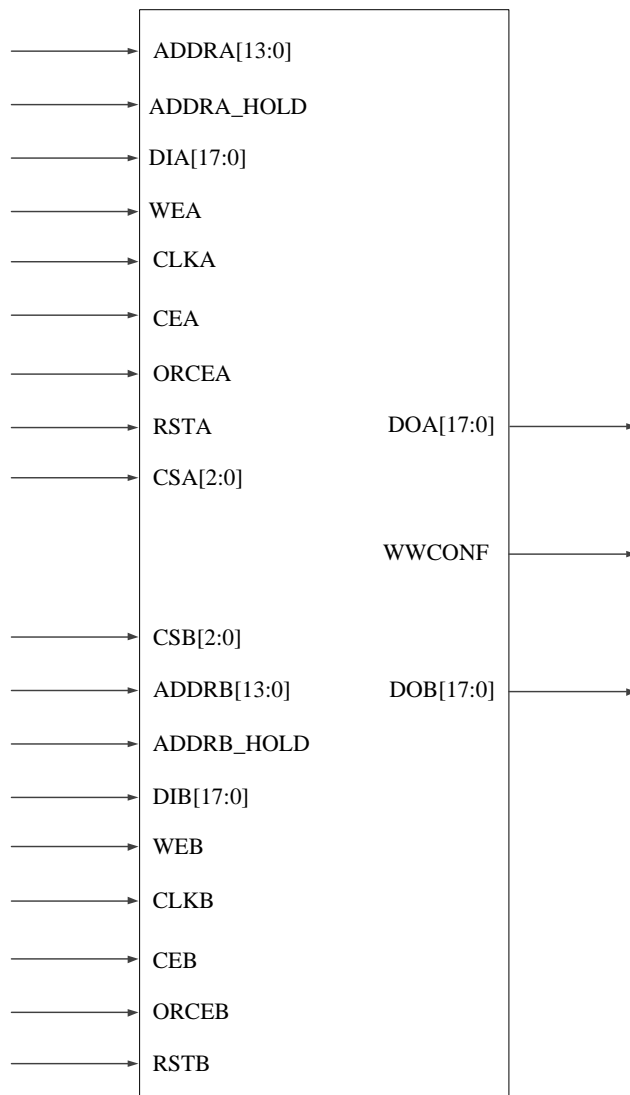 ADDRA[13:0]
ADDRA_HOLD
DIA[17:0]
WEA
CLKA
CEA
ORCEA
RSTA
DOA[17:0]
CSA[2:0]
WWCONF
CSB[2:0]
ADDRB[13:0]
DOB[17:0]
ADDRB_HOLD
DIB[17:0]
WEB
CLKB
CEB
ORCEB
RSTB